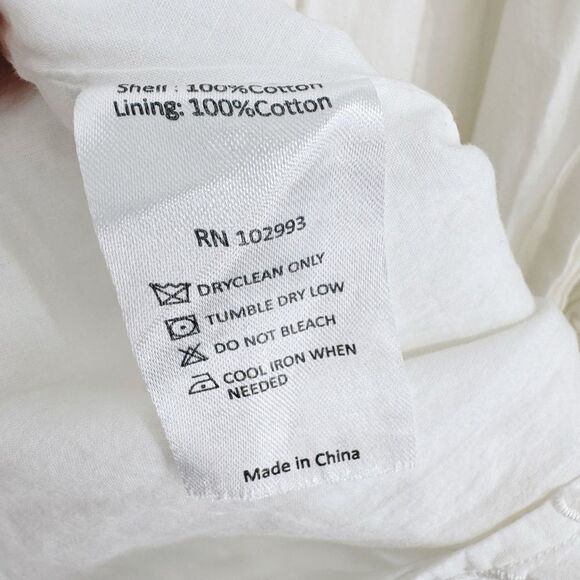 Shell : 100%Cotton
Lining: 100%Cotton
RN 102993
DRYCLEAN ONLY
TUMBLE DRY LOW
DO NOT BLEACH
COOL IRON WHEN
NEEDED
Made in China